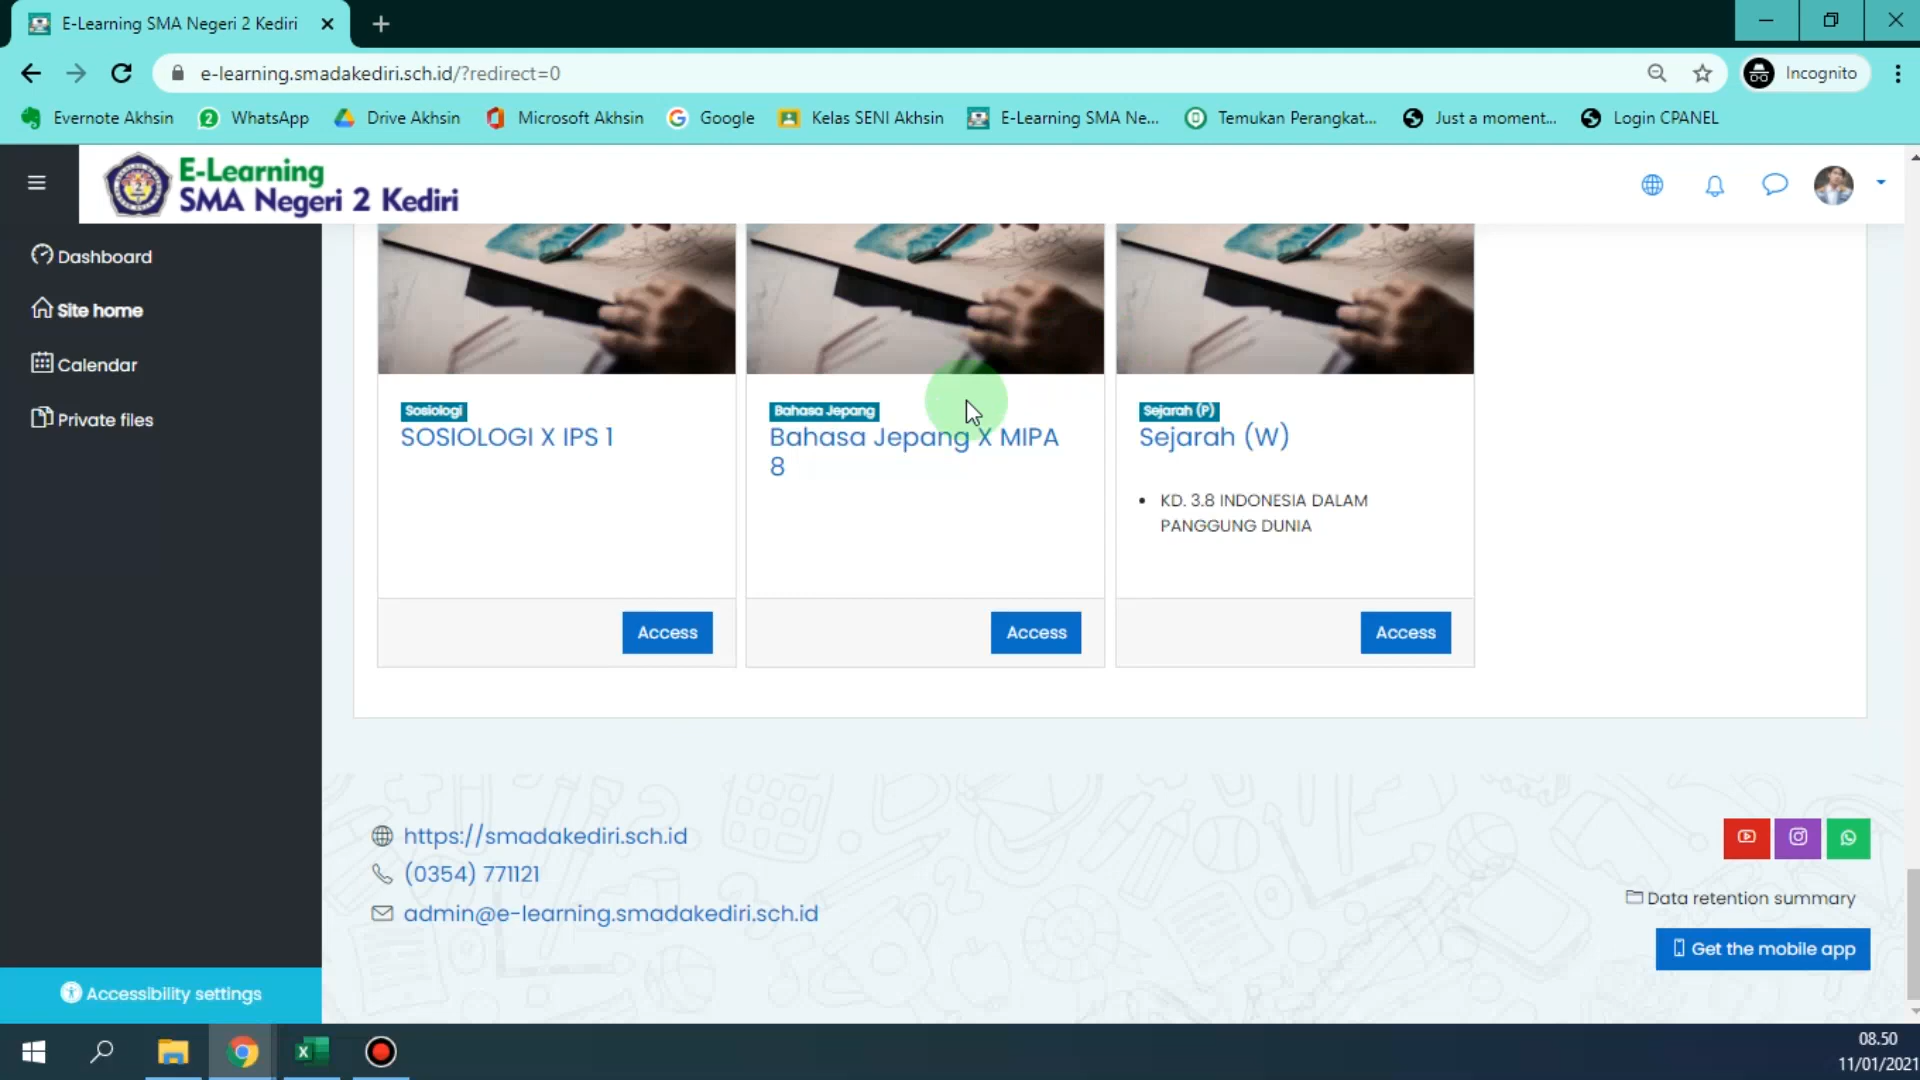 E-Learning SMA Negeri 2 Kediri
e-learning.smadakediri.sch.id/?redirect=0
Incognito
Evernote Akhsin
WhatsApp
Drive Akhsin
Microsoft Akhsin
Google
Kelas SENI Akhsin
E-Learning SMA Ne...
Temukan Perangkat...
Just a moment...
Login CPANEL
E-Learning
SMA Negeri 2 Kediri
Dashboard
Site home
Calendar
Private files
Accessibility settings
Sosiologi
SOSIOLOGI X IPS 1
Access
Bahasa Jepang
Bahasa Jepang X MIPA
8
Access
Sejarah (P)
Sejarah (W)
• KD. 3.8 INDONESIA DALAM
PANGGUNG DUNIA
Access
https://smadakediri.sch.id
(0354) 771121
admin@e-learning.smadakediri.sch.id
Data retention summary
Get the mobile app
08.50
11/01/2021